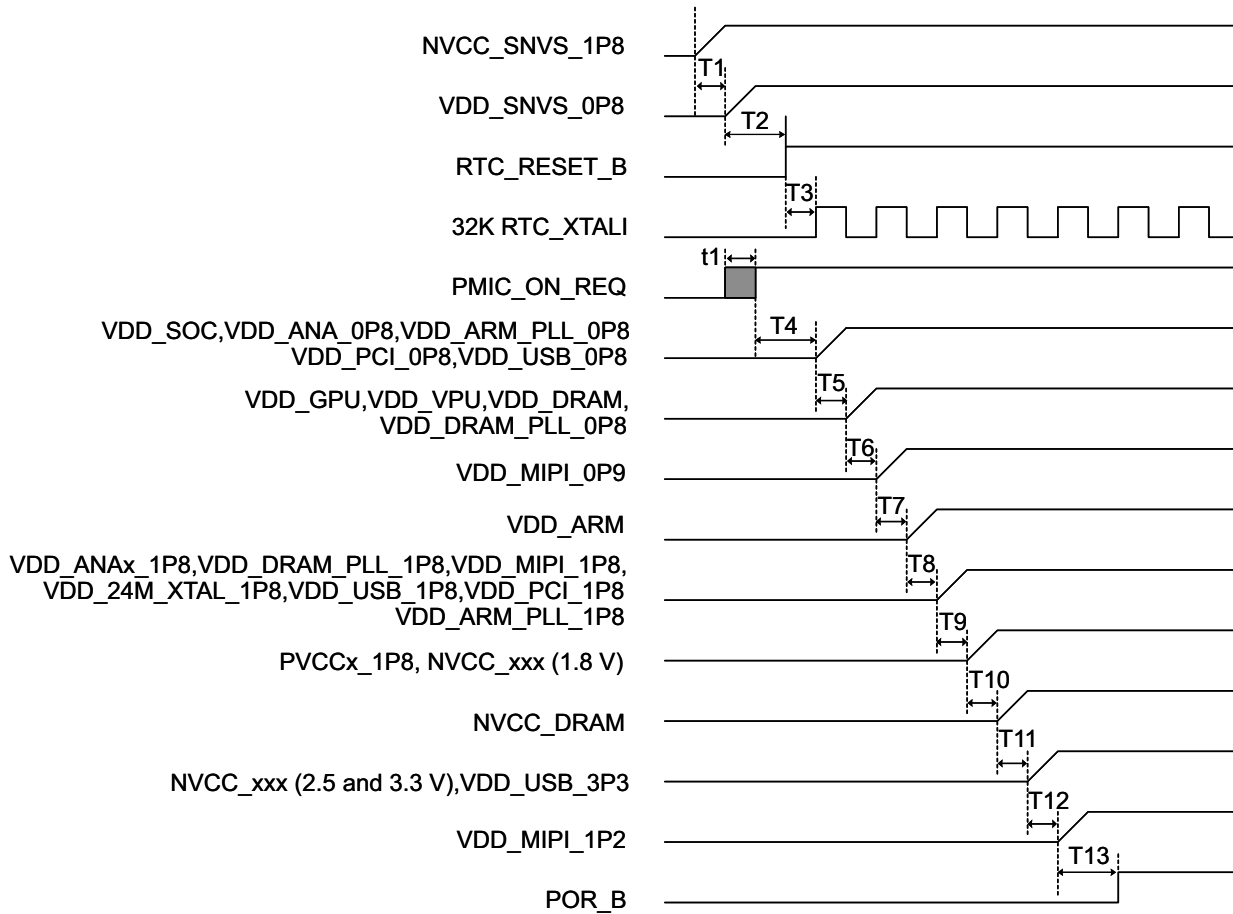 NVCC_SNVS_1P8
T1
VDD_SNVS_0P8
T2
RTC_RESET_B
T3
32K RTC_XTALI
t1
PMIC_ON_REQ
T4
VDD_SOC,VDD_ANA_0P8,VDD_ARM_PLL_0P8
VDD_PCI_0P8,VDD_USB_0P8
T5
VDD_GPU,VDD_VPU,VDD_DRAM,
VDD_DRAM_PLL_0P8
T6
VDD_MIPI_0P9
T7
VDD_ARM
T8
VDD_ANAx_1P8,VDD_DRAM_PLL_1P8,VDD_MIPI_1P8,
VDD_24M_XTAL_1P8,VDD_USB_1P8,VDD_PCI_1P8
VDD_ARM_PLL_1P8
T9
PVCCx_1P8, NVCC_xxx (1.8 V)
T10
NVCC_DRAM
T11
NVCC_xxx (2.5 and 3.3 V),VDD_USB_3P3
T12
VDD_MIPI_1P2
T13
POR_B